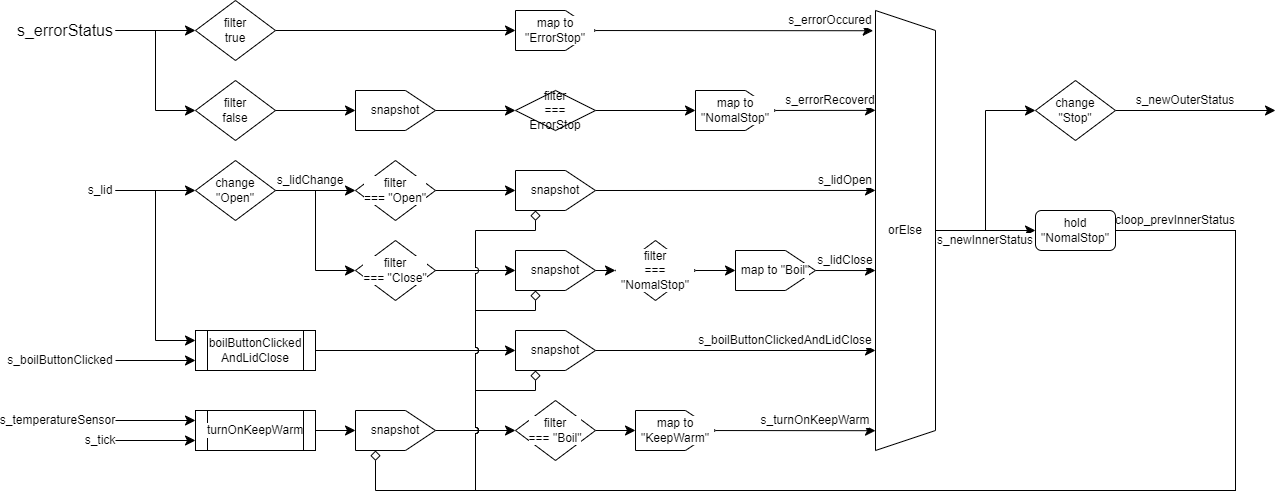 s_errorStatus
filter
true
map to
"ErrorStop"
s_errorOccured
filter
false
snapshot
filter
===
ErrorStop
map to
"NomalStop"
s_errorRecoverd
change
"Stop"
s_newOuterStatus
s_lid
change
"Open"
s_lidChange
filter
=== "Open"
snapshot
s_lidOpen
orElse
s_newInnerStatus
hold
"NomalStop"
cloop_prevInnerStatus
filter
=== "Close"
snapshot
filter
===
"NomalStop"
map to "Boil"
s_lidClose
s_boilButtonClicked
boilButtonClicked
AndLidClose
snapshot
s_boilButtonClickedAndLidClose
s_temperatureSensor
s_tick
turnOnKeepWarm
snapshot
filter
=== "Boil"
map to
"KeepWarm"
s_turnOnKeepWarm